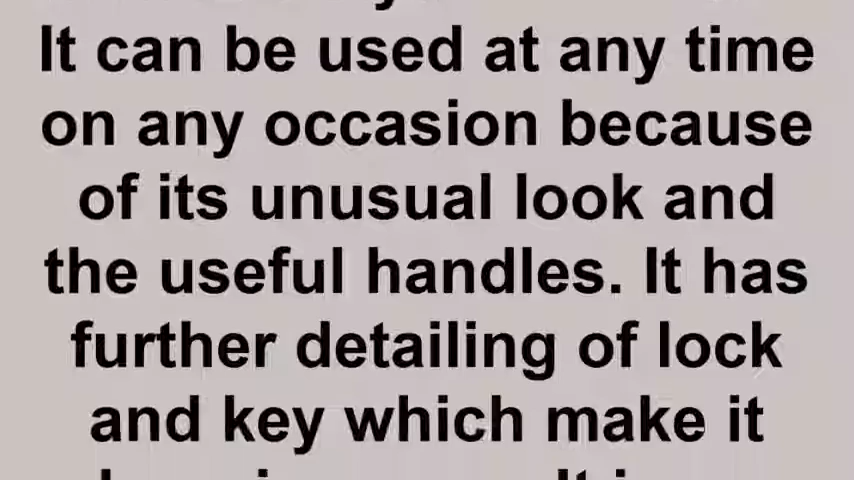 It can be used at any time
on any occasion because
of its unusual look and
the useful handles. It has
further detailing of lock
and key which make it